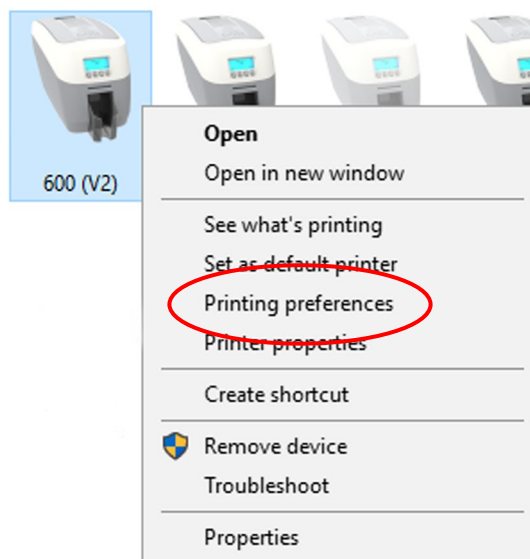 600 (V2)
Open
Open in new window
See what's printing
Set as default printer
Printing preferences
Printer properties
Create shortcut
Remove device
Troubleshoot
Properties